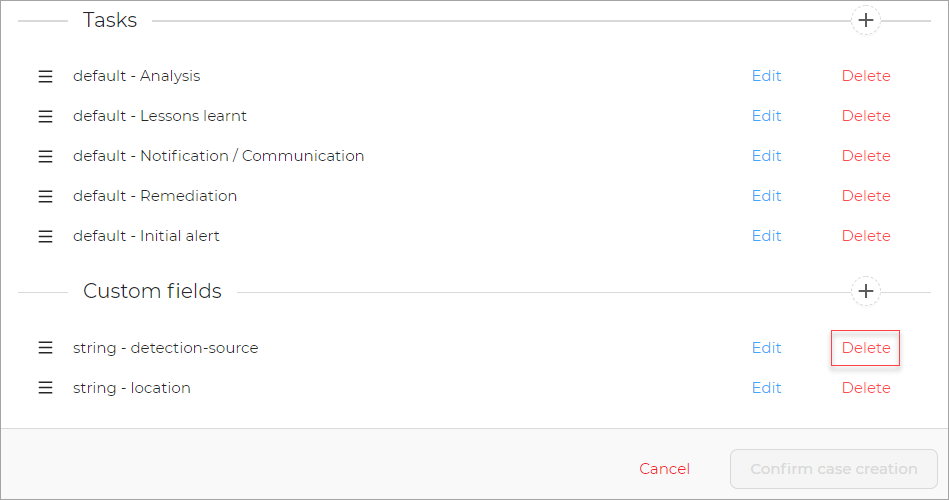 Tasks
default - Analysis Edit Delete
default - Lessons learnt Edit Delete
default - Notification / Communication Edit Delete
default - Remediation Edit Delete
default - Initial alert Edit Delete
Custom fields
string - detection-source Edit Delete
string - location Edit Delete
Cancel Confirm case creation